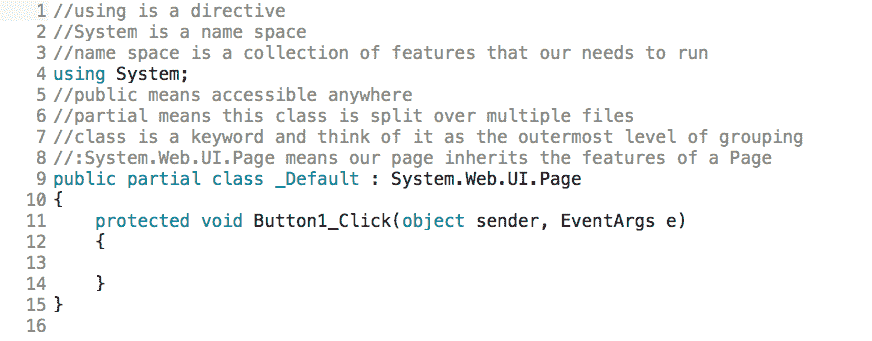 1 //using is a directive
2 //System is a name space
3 //name space is a collection of features that our needs to run
4 using System;
5 //public means accessible anywhere
6 //partial means this class is split over multiple files
7 //class is a keyword and think of it as the outermost level of grouping
8 //:System.Web.UI.Page means our page inherits the features of a Page
9 public partial class _Default : System.Web.UI.Page
10 {
11     protected void Button1_Click(object sender, EventArgs e)
12     {
13
14     }
15 }
16